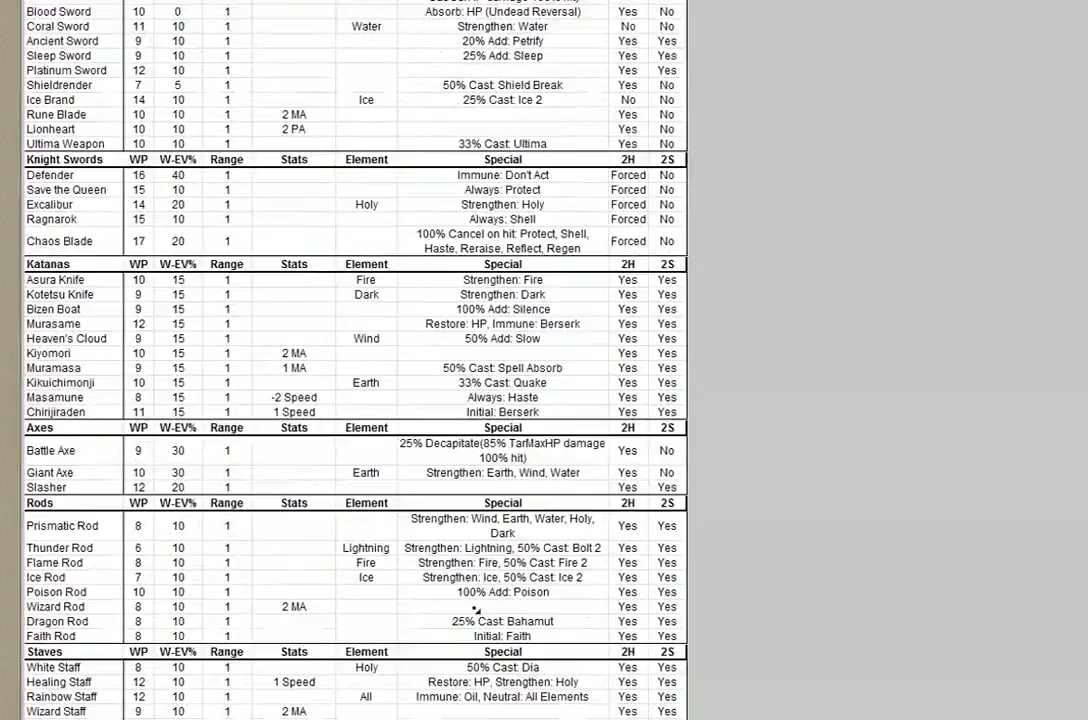 Blood Sword 10 0 1 Absorb: HP (Undead Reversal) Yes No
Coral Sword 11 10 1 Water Strengthen: Water No No
Ancient Sword 9 10 1 20% Add: Petrify Yes Yes
Sleep Sword 9 10 1 25% Add: Sleep Yes Yes
Platinum Sword 12 10 1 Yes Yes
Shieldrender 7 5 1 50% Cast: Shield Break Yes No
Ice Brand 14 10 1 Ice 25% Cast: Ice 2 No No
Rune Blade 10 10 1 2 MA Yes No
Lionheart 10 10 1 2 PA Yes No
Ultima Weapon 10 10 1 33% Cast: Ultima Yes No
Knight Swords WP W-EV% Range Stats Element Special 2H 2S
Defender 16 40 1 Immune: Don't Act Forced No
Save the Queen 15 10 1 Always: Protect Forced No
Excalibur 14 20 1 Holy Strengthen: Holy Forced No
Ragnarok 15 10 1 Always: Shell Forced No
Chaos Blade 17 20 1 100% Cancel on hit: Protect, Shell, Forced No
Haste, Reraise, Reflect, Regen
Katanas WP W-EV% Range Stats Element Special 2H 2S
Asura Knife 10 15 1 Fire Strengthen: Fire Yes Yes
Kotetsu Knife 9 15 1 Dark Strengthen: Dark Yes Yes
Bizen Boat 9 15 1 100% Add: Silence Yes Yes
Murasame 12 15 1 Restore: HP, Immune: Berserk Yes Yes
Heaven's Cloud 9 15 1 Wind 50% Add: Slow Yes Yes
Kiyomori 10 15 1 2 MA Yes Yes
Muramasa 9 15 1 1 MA 50% Cast: Spell Absorb Yes Yes
Kikuichimonji 10 15 1 Earth 33% Cast: Quake Yes Yes
Masamune 8 15 1 -2 Speed Always: Haste Yes Yes
Chirijiraden 11 15 1 1 Speed Initial: Berserk Yes Yes
Axes WP W-EV% Range Stats Element Special 2H 2S
Battle Axe 9 30 1 25% Decapitate(85% TarMaxHP damage Yes No
100% hit)
Giant Axe 10 30 1 Earth Strengthen: Earth, Wind, Water Yes No
Slasher 12 20 1 Yes Yes
Rods WP W-EV% Range Stats Element Special 2H 2S
Prismatic Rod 8 10 1 Strengthen: Wind, Earth, Water, Holy, Yes Yes
Dark
Thunder Rod 6 10 1 Lightning Strengthen: Lightning, 50% Cast: Bolt 2 Yes Yes
Flame Rod 8 10 1 Fire Strengthen: Fire, 50% Cast: Fire 2 Yes Yes
Ice Rod 7 10 1 Ice Strengthen: Ice, 50% Cast: Ice 2 Yes Yes
Poison Rod 10 10 1 100% Add: Poison Yes Yes
Wizard Rod 8 10 1 2 MA Yes Yes
Dragon Rod 8 10 1 25% Cast: Bahamut Yes Yes
Faith Rod 8 10 1 Initial: Faith Yes Yes
Staves WP W-EV% Range Stats Element Special 2H 2S
White Staff 8 10 1 Holy 50% Cast: Dia Yes Yes
Healing Staff 12 10 1 1 Speed Restore: HP, Strengthen: Holy Yes Yes
Rainbow Staff 12 10 1 All Immune: Oil, Neutral: All Elements Yes Yes
Wizard Staff 9 10 1 2 MA Yes Yes